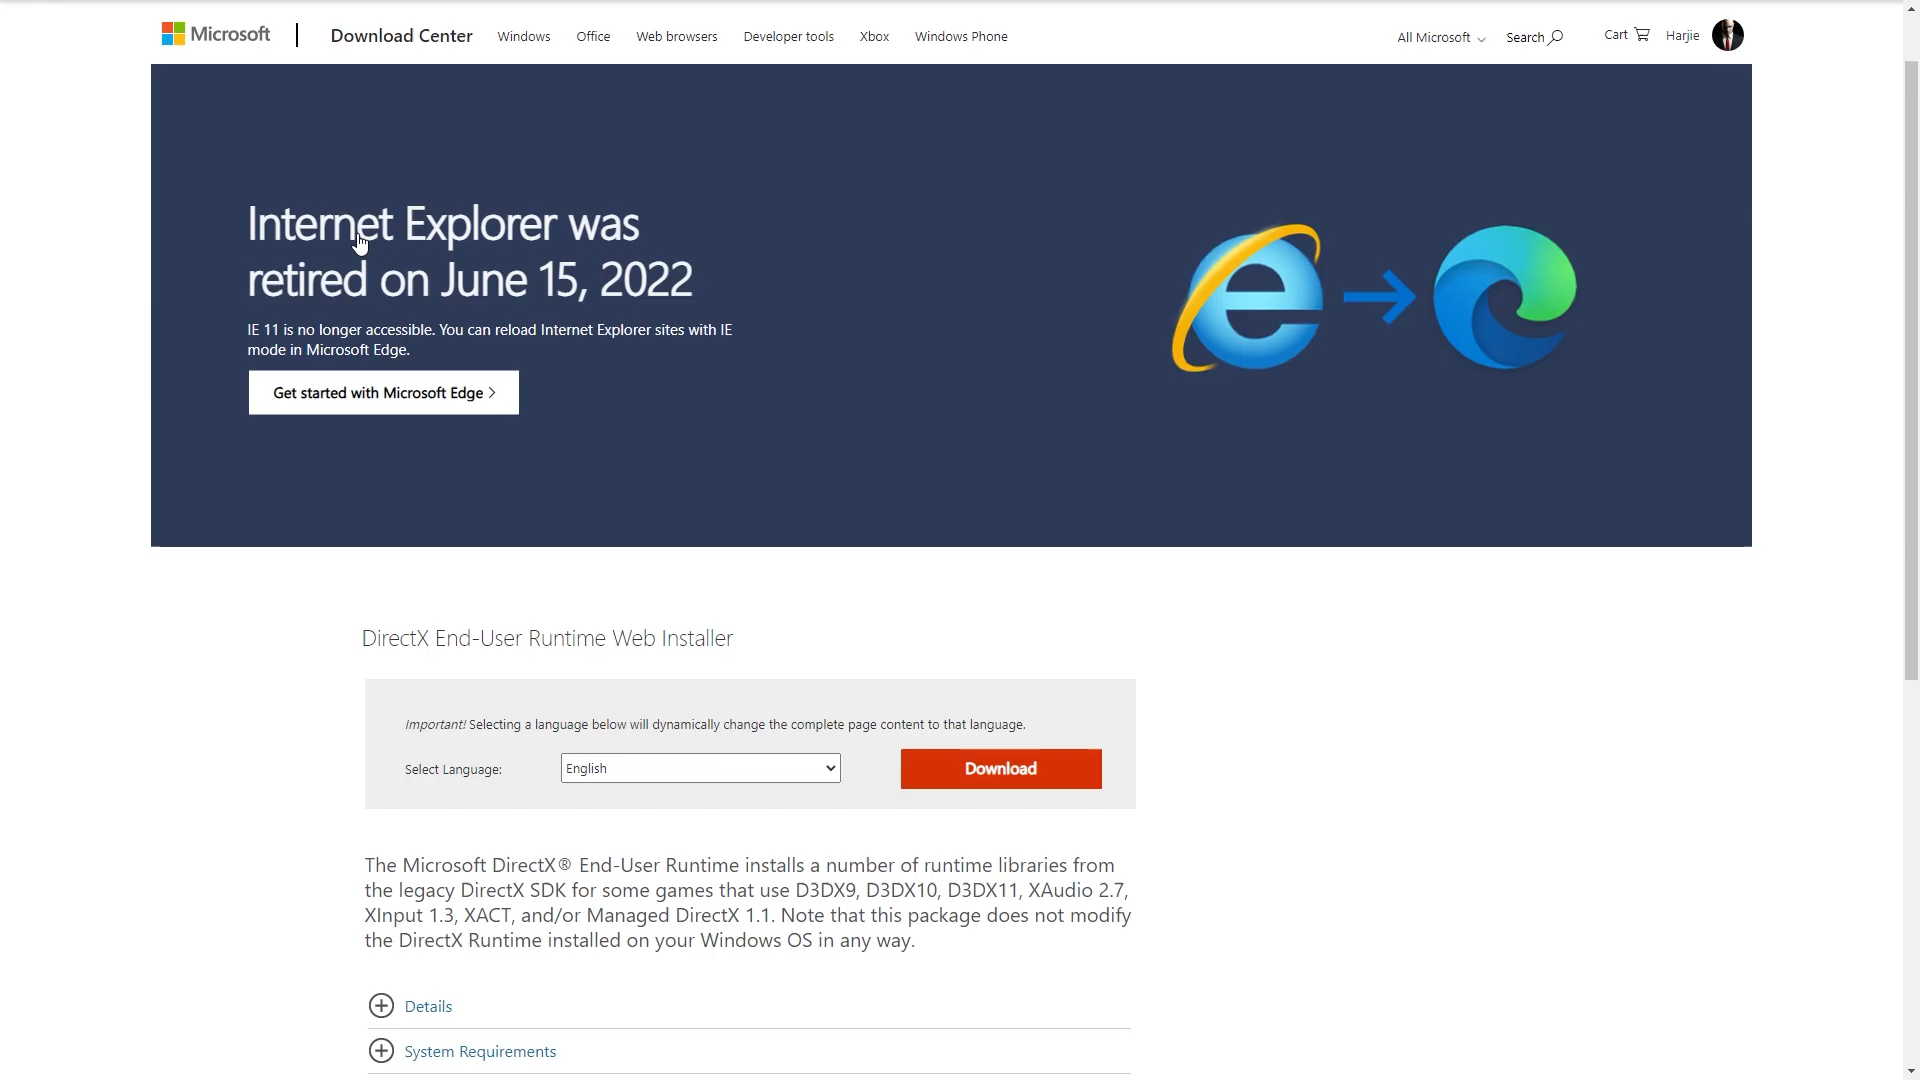 Microsoft
Download Center
Windows
Office
Web browsers
Developer tools
Xbox
Windows Phone
All Microsoft
Search
Cart
Harjie
Internet Explorer was
retired on June 15, 2022
IE 11 is no longer accessible. You can reload Internet Explorer sites with IE
mode in Microsoft Edge.
Get started with Microsoft Edge >
DirectX End-User Runtime Web Installer
Important! Selecting a language below will dynamically change the complete page content to that language.
Select Language:
English
Download
The Microsoft DirectX® End-User Runtime installs a number of runtime libraries from
the legacy DirectX SDK for some games that use D3DX9, D3DX10, D3DX11, XAudio 2.7,
XInput 1.3, XACT, and/or Managed DirectX 1.1. Note that this package does not modify
the DirectX Runtime installed on your Windows OS in any way.
Details
System Requirements